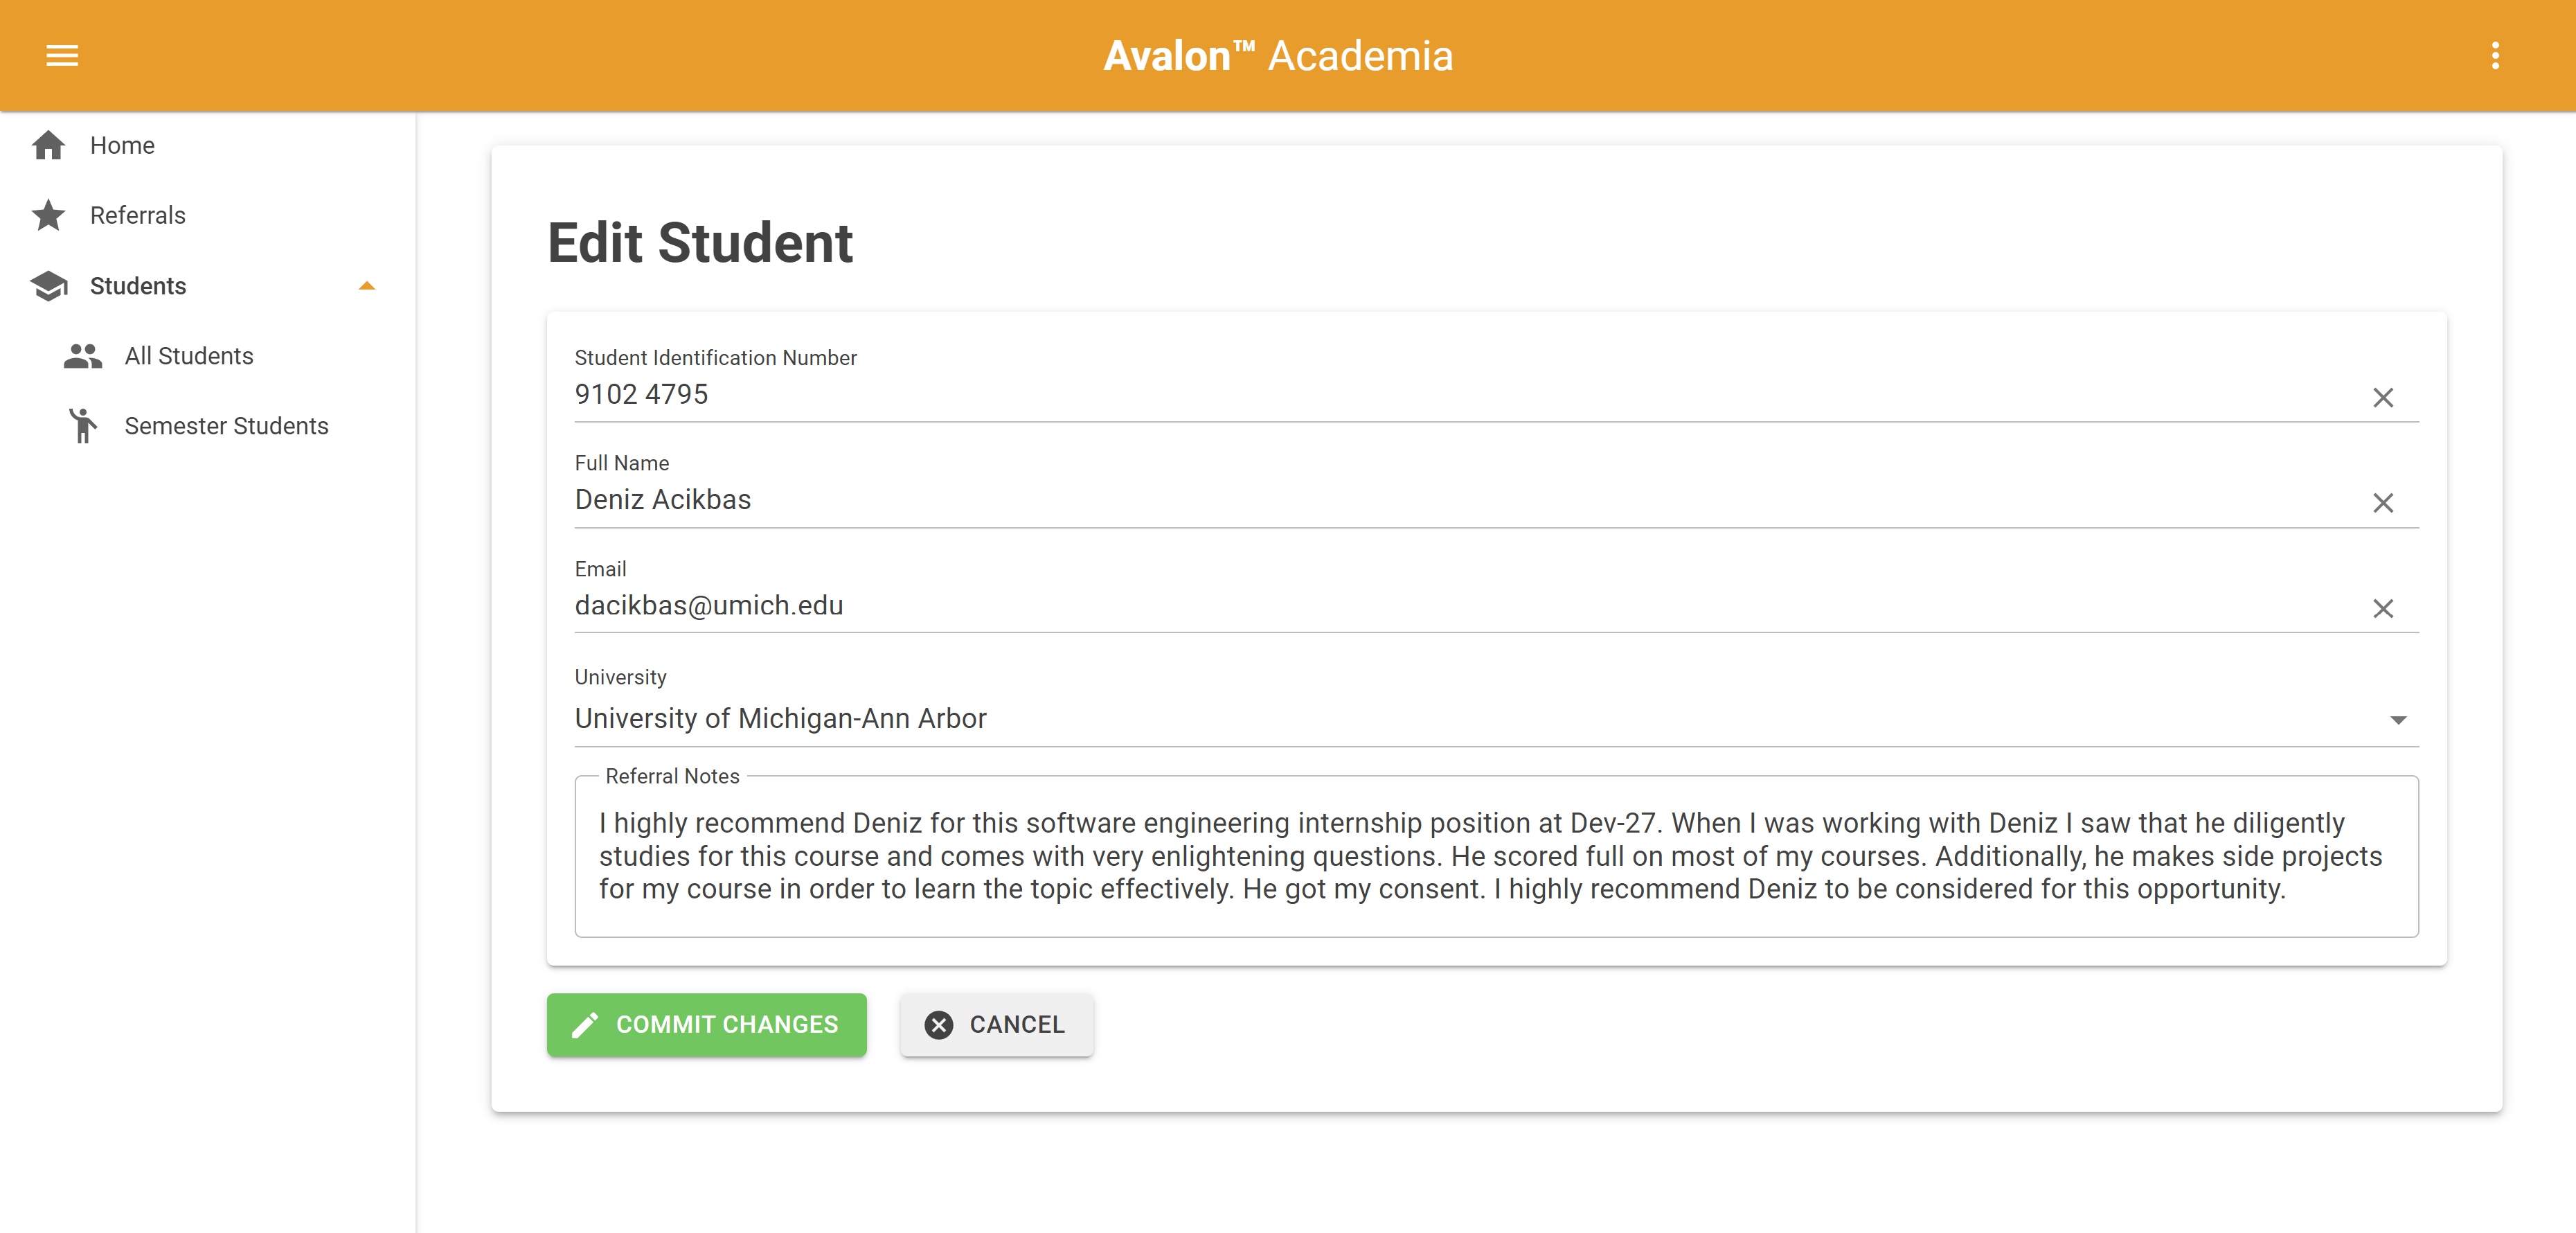 Avalon™ Academia
Home
Referrals
Students
All Students
Semester Students
Edit Student
Student Identification Number
9102 4795
Full Name
Deniz Acikbas
Email
dacikbas@umich.edu
University
University of Michigan-Ann Arbor
Referral Notes
I highly recommend Deniz for this software engineering internship position at Dev-27. When I was working with Deniz I saw that he diligently
studies for this course and comes with very enlightening questions. He scored full on most of my courses. Additionally, he makes side projects
for my course in order to learn the topic effectively. He got my consent. I highly recommend Deniz to be considered for this opportunity.
COMMIT CHANGES
CANCEL